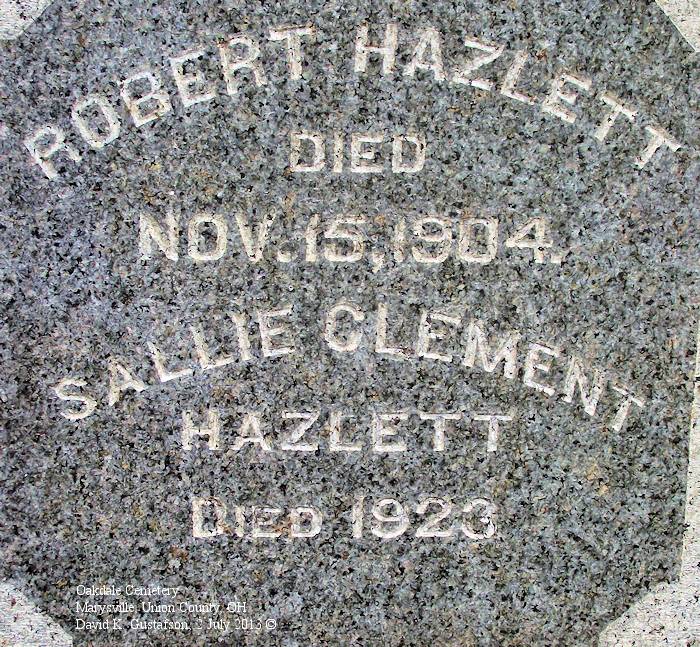 ROBERT HAZLETT
DIED
NOV. 15, 1904.
SALLIE CLEMENT
HAZLETT
DIED 1923
Oakdale Cemetery
Marysville, Union County, OH
David K. Gustafson, 2 July 2013 ©